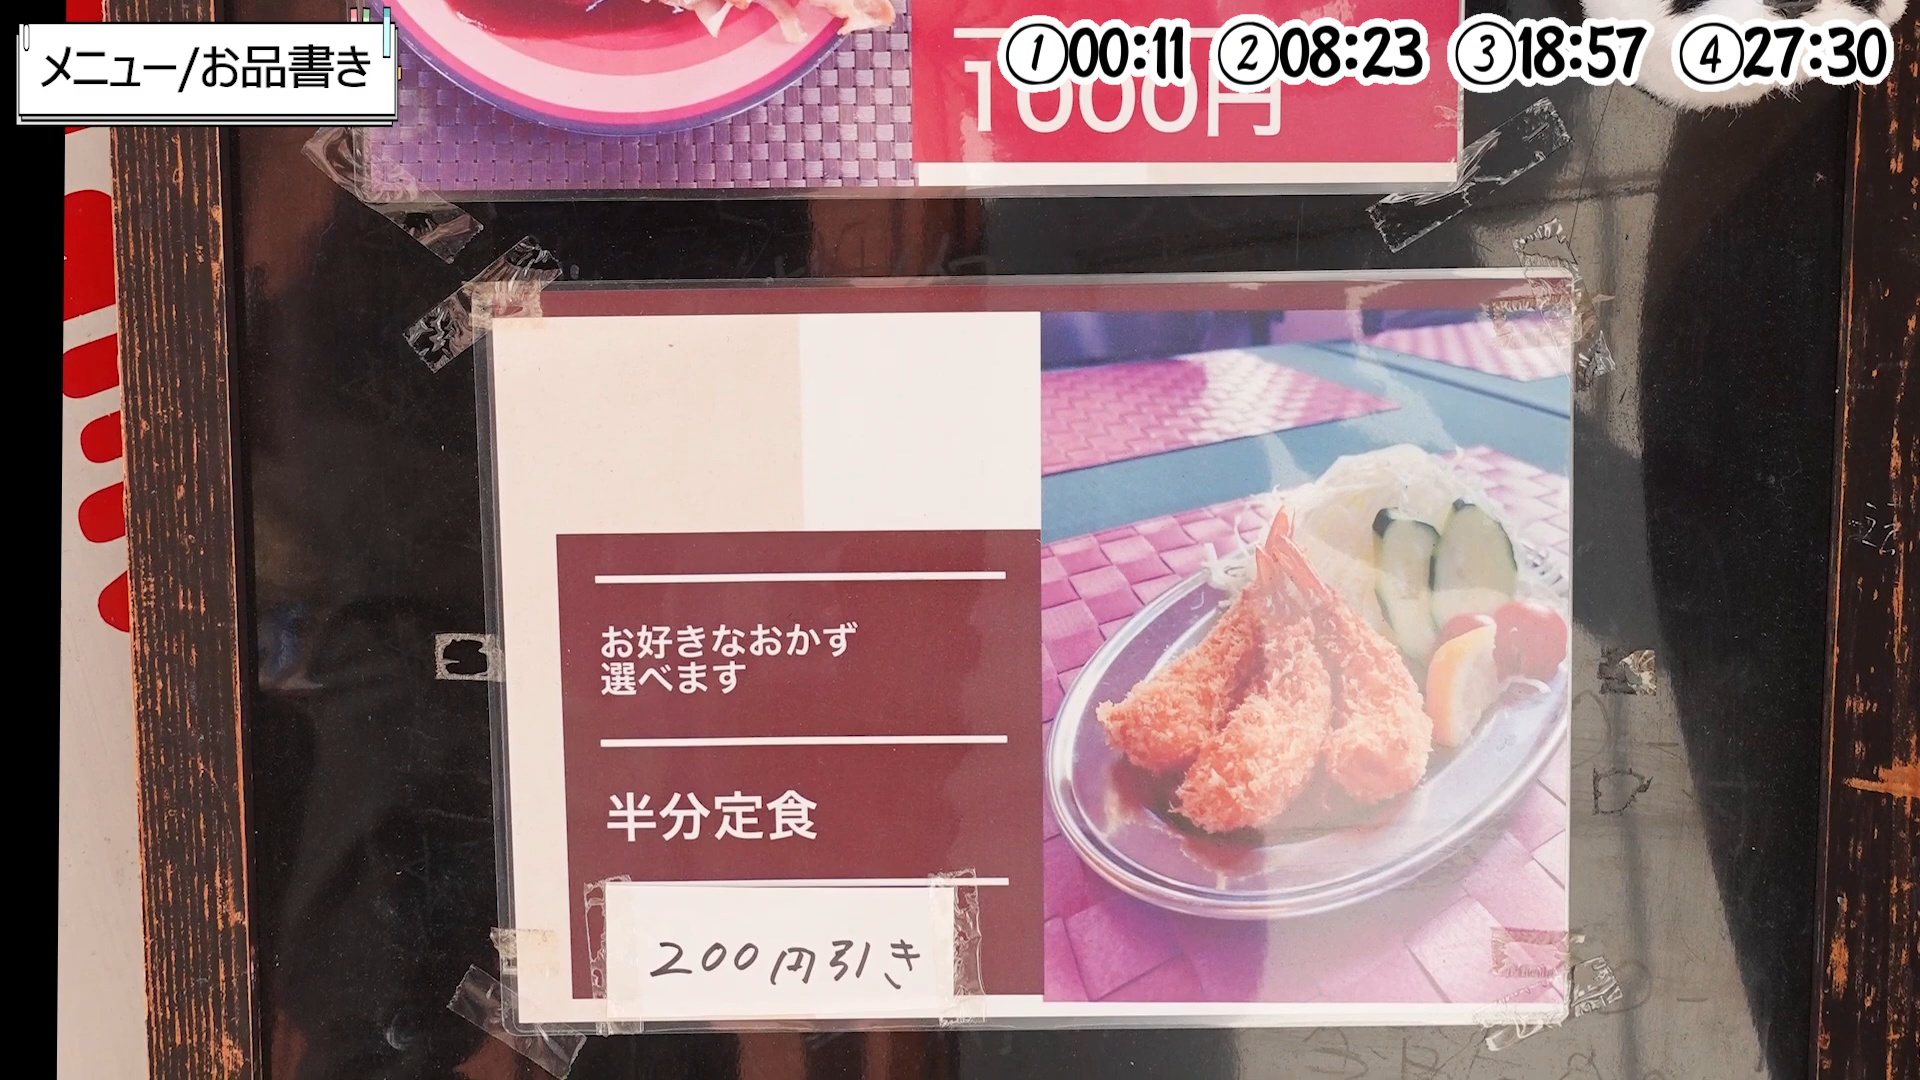 メニュー/お品書き
①00:11 ②08:23 ③18:57 ④27:30
1000円
お好きなおかず
選べます
半分定食
200円引き